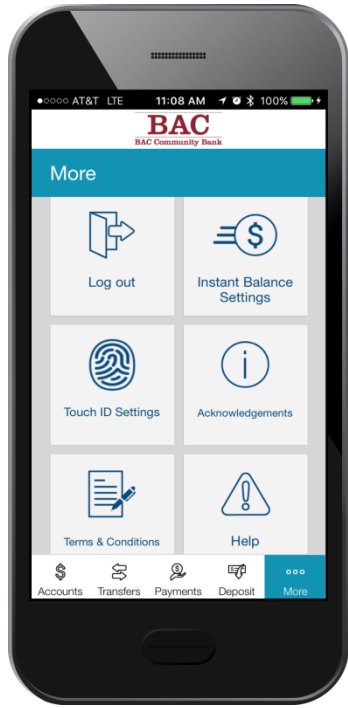 ●○○○○ AT&T LTE 11:08 AM 100%
BAC
BAC Community Bank
More
Log out
Instant Balance
Settings
Touch ID Settings
Acknowledgements
Terms & Conditions
Help
Accounts Transfers Payments Deposit More